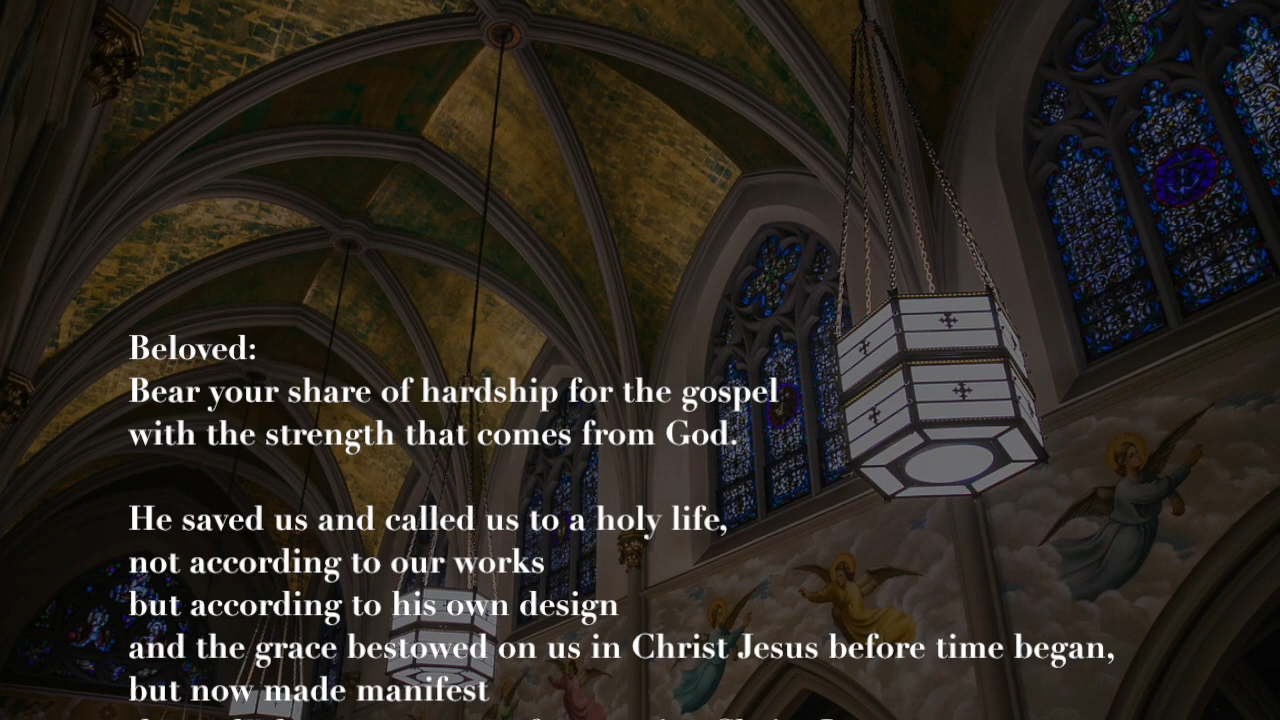 Beloved:
Bear your share of hardship for the gospel
with the strength that comes from God.
He saved us and called us to a holy life,
not according to our works
but according to his own design
and the grace bestowed on us in Christ Jesus before time began,
but now made manifest